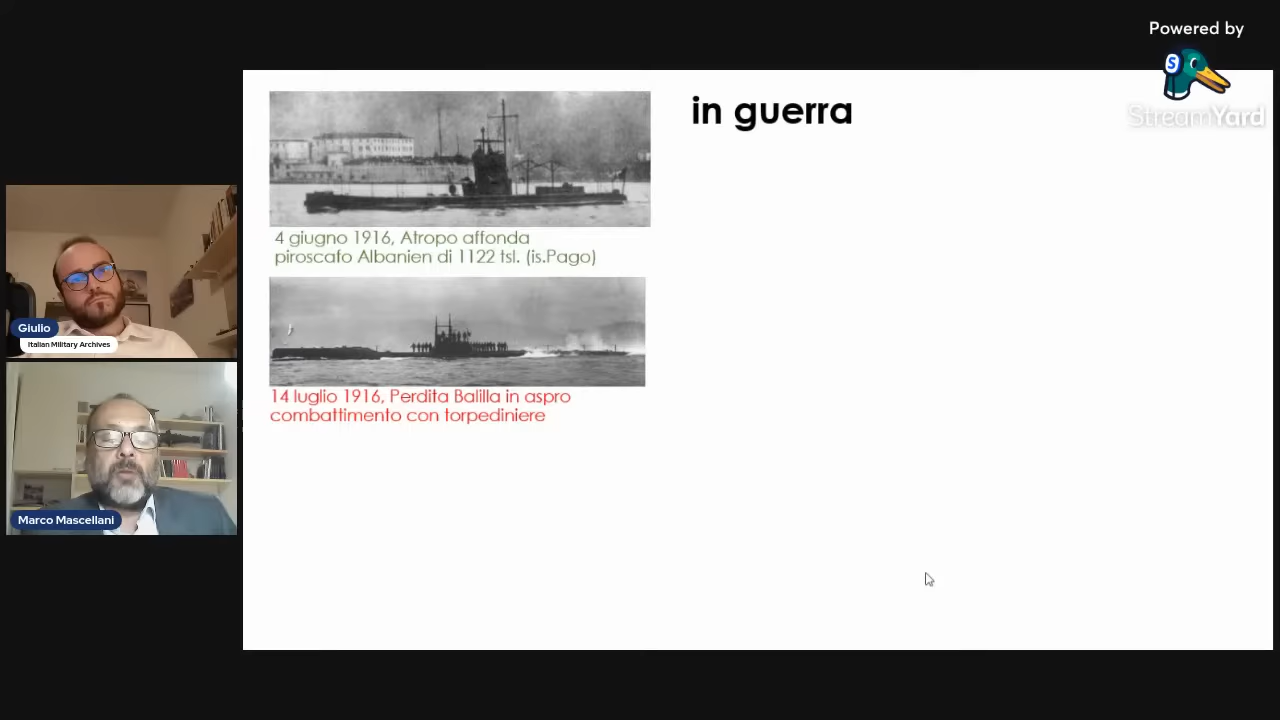 Powered by
StreamYard
in guerra
4 giugno 1916, Atropo affonda
piroscafo Albanien di 1122 tsl. (is.Pago)
14 luglio 1916, Perdita Balilla in aspro
combattimento con torpediniere
Giulio
Italian Military Archives
Marco Mascellani